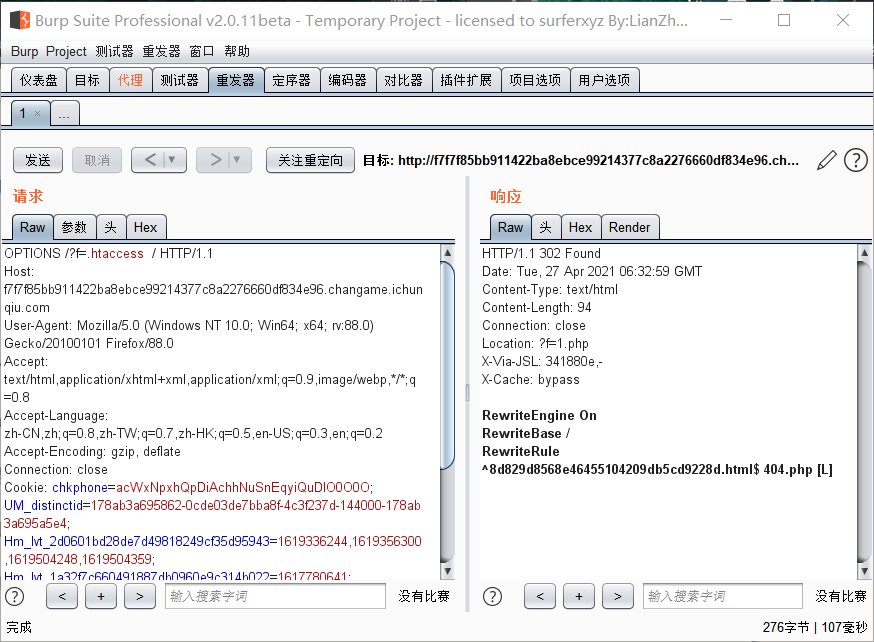 Burp Suite Professional v2.0.11beta - Temporary Project - licensed to surferxyz By:LianZh...
Burp Project 测试器 重发器 窗口 帮助
仪表盘 目标 代理 测试器 重发器 定序器 编码器 对比器 插件扩展 项目选项 用户选项
1 × ...
发送 取消 < ▼ > ▼ 关注重定向 目标: http://f7f7f85bb911422ba8ebce99214377c8a2276660df834e96.ch... ?
请求
Raw 参数 头 Hex
OPTIONS /?f=.htaccess / HTTP/1.1
Host:
f7f7f85bb911422ba8ebce99214377c8a2276660df834e96.changame.ichun
qiu.com
User-Agent: Mozilla/5.0 (Windows NT 10.0; Win64; x64; rv:88.0)
Gecko/20100101 Firefox/88.0
Accept:
text/html,application/xhtml+xml,application/xml;q=0.9,image/webp,*/*;q
=0.8
Accept-Language:
zh-CN,zh;q=0.8,zh-TW;q=0.7,zh-HK;q=0.5,en-US;q=0.3,en;q=0.2
Accept-Encoding: gzip, deflate
Connection: close
Cookie: chkphone=acWxNpxhQpDiAchhNuSnEqyiQuDIO0O0O;
UM_distinctid=178ab3a695862-0cde03de7bba8f-4c3f237d-144000-178ab
3a695a5e4;
Hm_lvt_2d0601bd28de7d49818249cf35d95943=1619336244,1619356300
,1619504248,1619504359;
Hm_lvt_1a32f7c660491887db0960e9c314b022=1617780641;
? < + > 输入搜索字词 没有比赛
响应
Raw 头 Hex Render
HTTP/1.1 302 Found
Date: Tue, 27 Apr 2021 06:32:59 GMT
Content-Type: text/html
Content-Length: 94
Connection: close
Location: ?f=1.php
X-Via-JSL: 341880e,-
X-Cache: bypass
RewriteEngine On
RewriteBase /
RewriteRule
^8d829d8568e46455104209db5cd9228d.html$ 404.php [L]
? < + > 输入搜索字词 没有比赛
完成 276字节 | 107毫秒